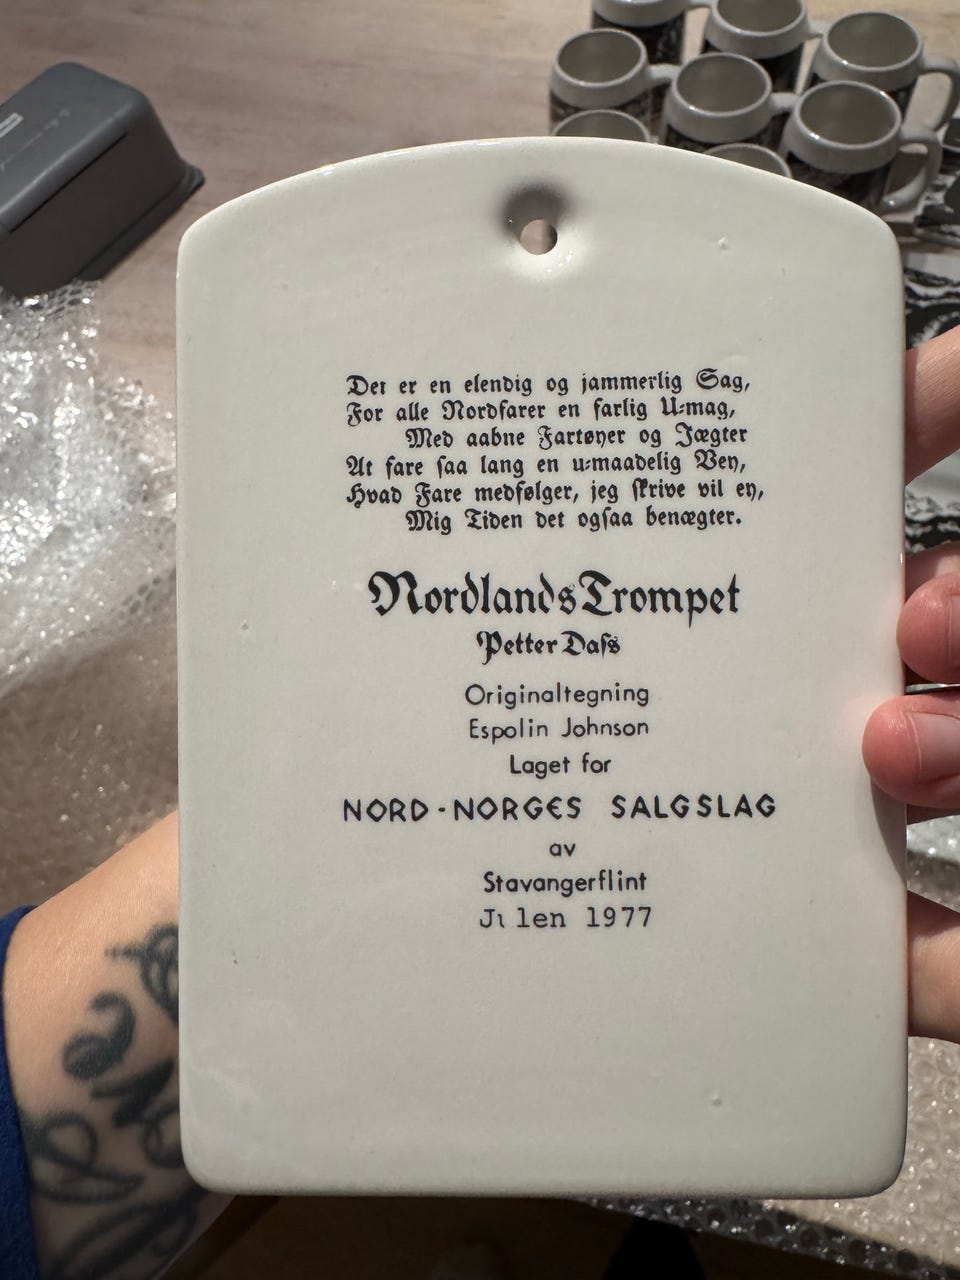 Det er en elendig og jammerlig Sag,
For alle Nordfarer en farlig U=mag,
Med aabne Fartøyer og Jægter
At fare saa lang en u=maadelig Vey,
Hvad Fare medfølger, jeg skrive vil ey,
Mig Tiden det ogsaa benægter.
NordlandsTrompet
Petter Dass
Originaltegning
Espolin Johnson
Laget for
NORD-NORGES SALGSLAG
av
Stavangerflint
Julen 1977